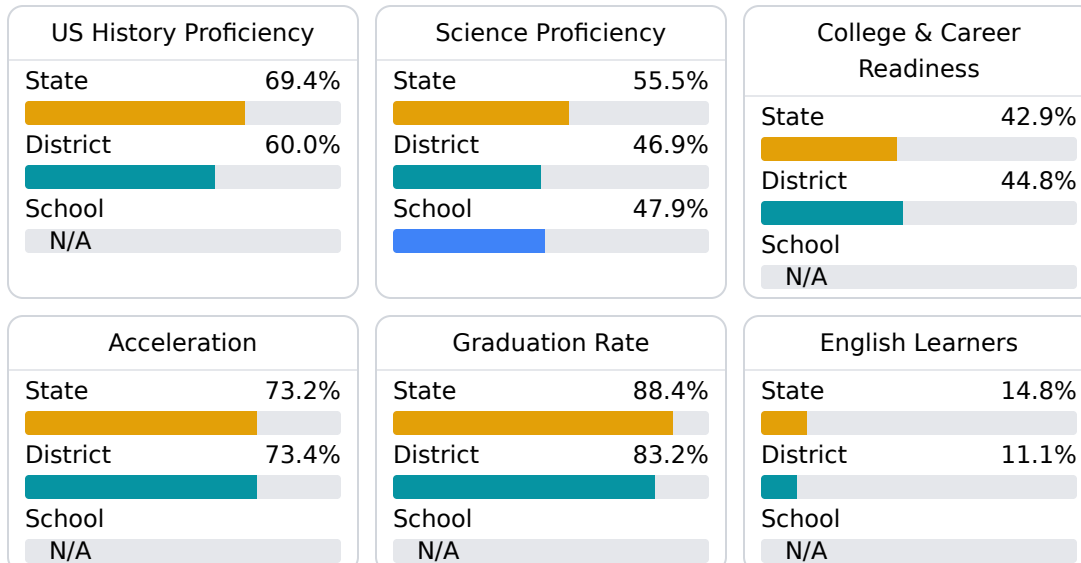 US History Proficiency
State 69.4%
District 60.0%
School
N/A
Science Proficiency
State 55.5%
District 46.9%
School 47.9%
College & Career
Readiness
State 42.9%
District 44.8%
School
N/A
Acceleration
State 73.2%
District 73.4%
School
N/A
Graduation Rate
State 88.4%
District 83.2%
School
N/A
English Learners
State 14.8%
District 11.1%
School
N/A